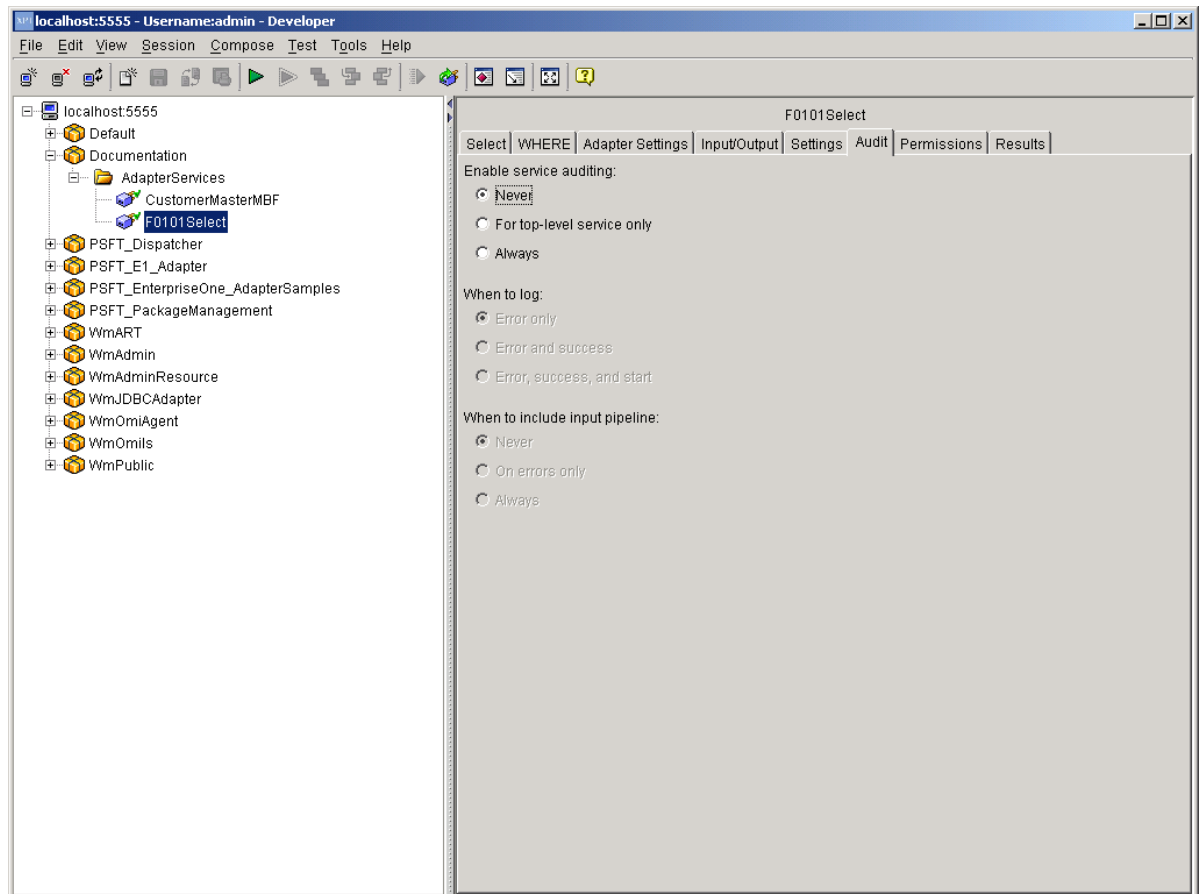 localhost:5555 - Username:admin - Developer
File Edit View Session Compose Test Tools Help
localhost:5555
Default
Documentation
AdapterServices
CustomerMasterMBF
F0101Select
PSFT_Dispatcher
PSFT_E1_Adapter
PSFT_EnterpriseOne_AdapterSamples
PSFT_PackageManagement
WmART
WmAdmin
WmAdminResource
WmJDBCAdapter
WmOmiAgent
WmOmils
WmPublic
F0101Select
Select WHERE Adapter Settings Input/Output Settings Audit Permissions Results
Enable service auditing:
Never
For top-level service only
Always
When to log:
Error only
Error and success
Error, success, and start
When to include input pipeline:
Never
On errors only
Always